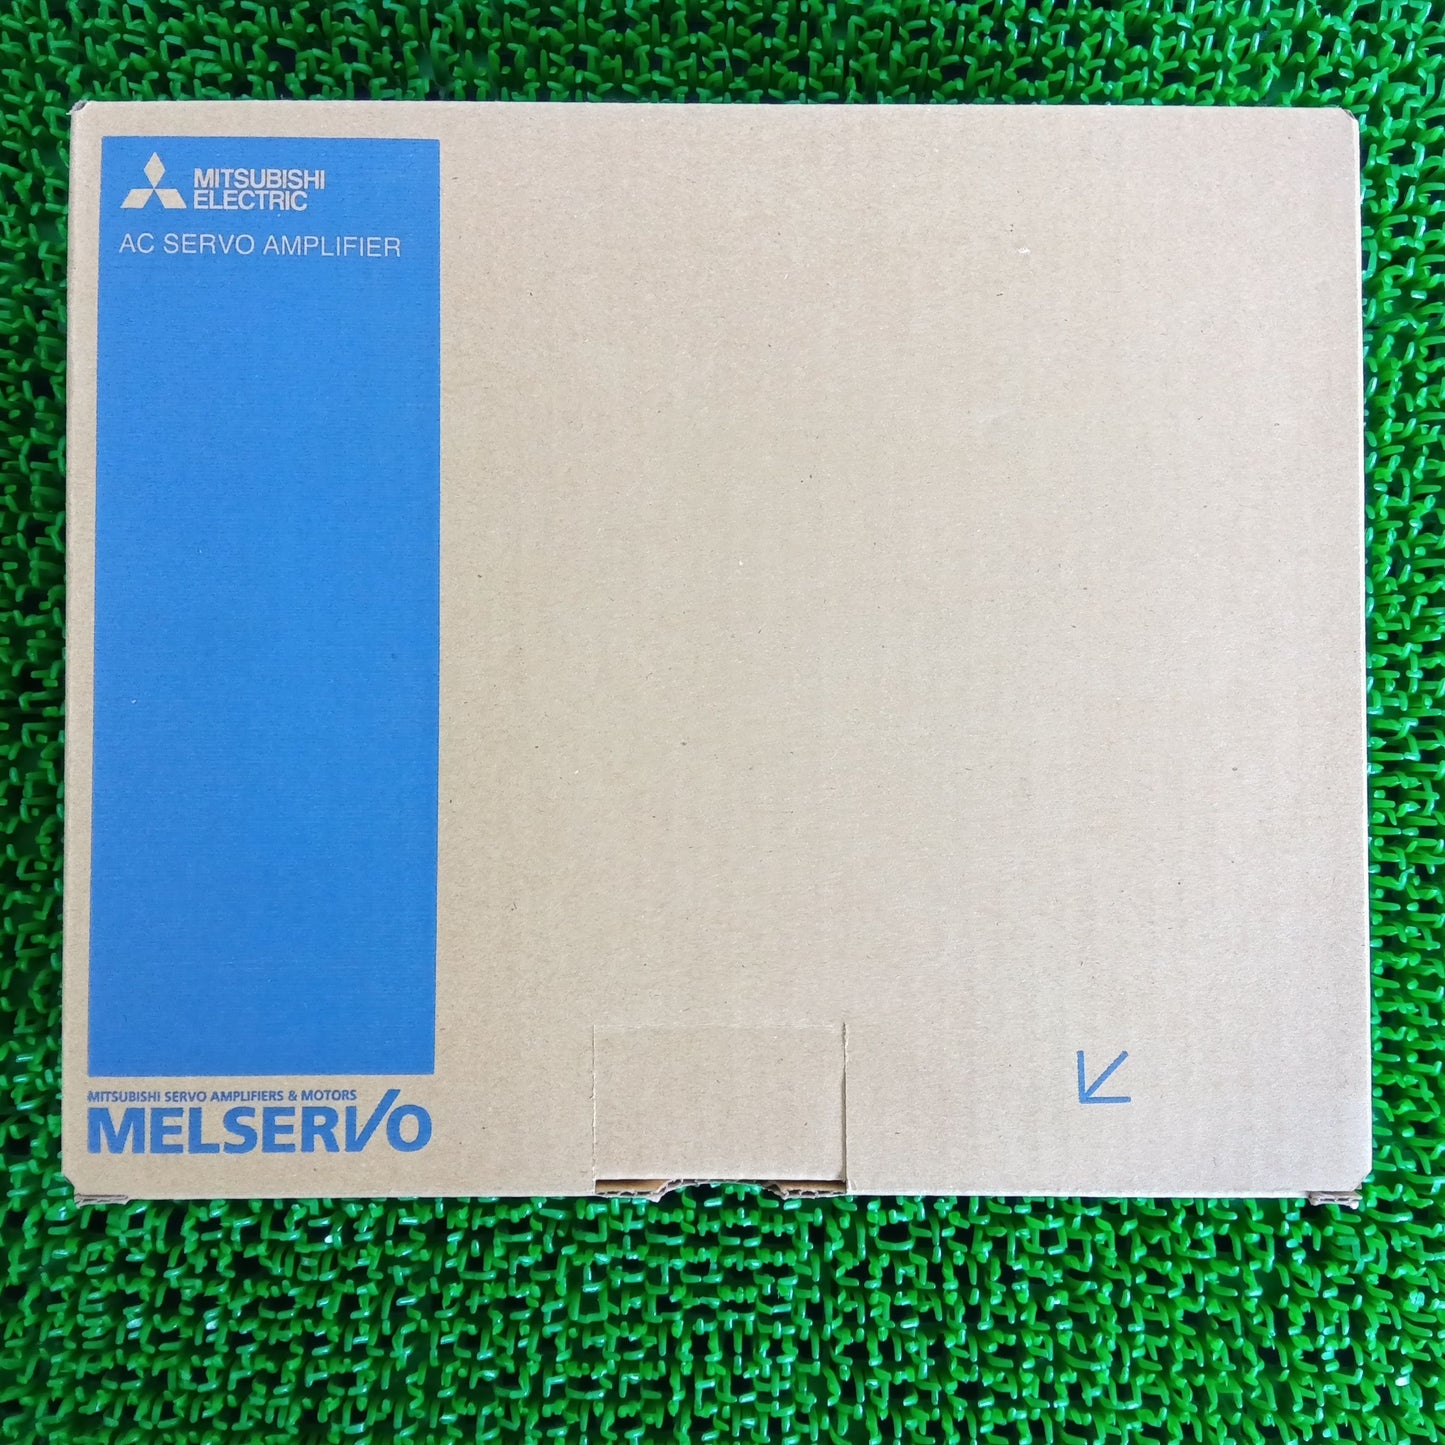 MITSUBISHI
ELECTRIC
AC SERVO AMPLIFIER
MITSUBISHI SERVO AMPLIFIERS & MOTORS
MELSERVO